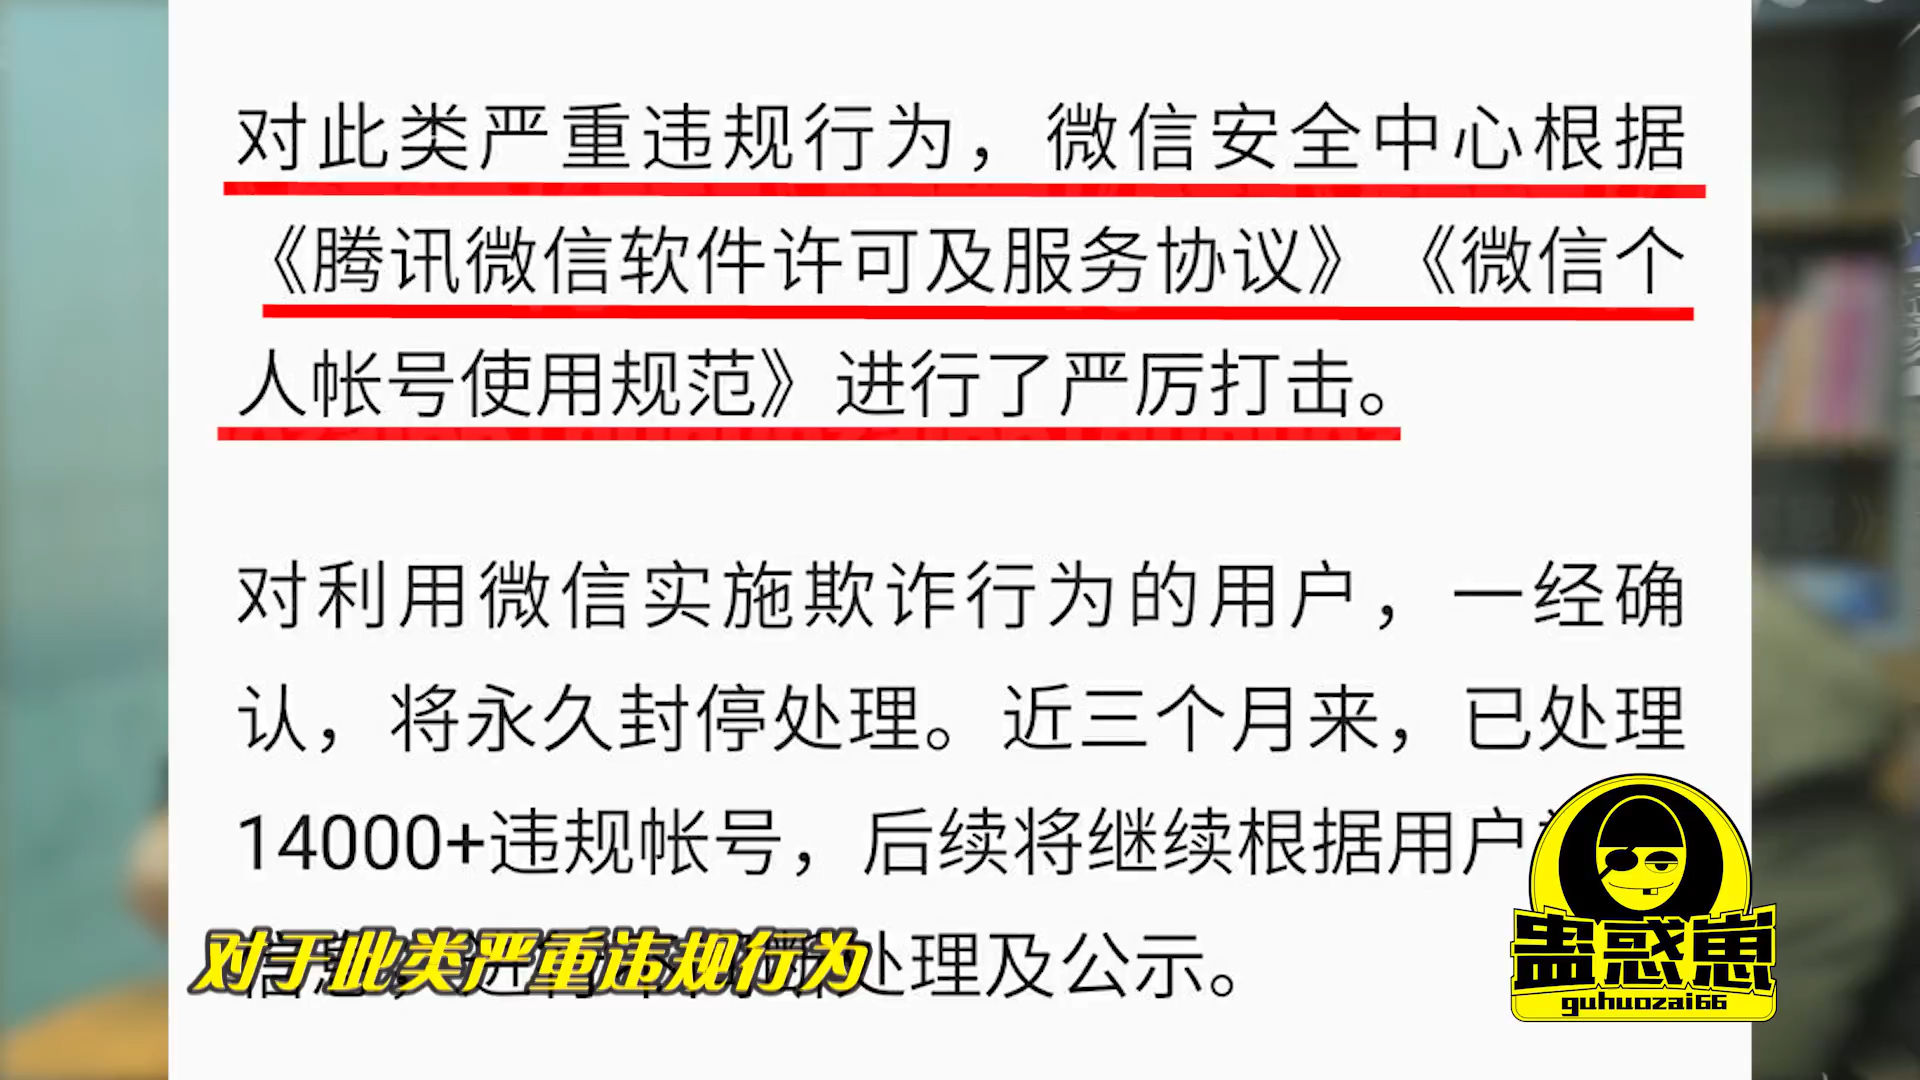 对此类严重违规行为，微信安全中心根据
《腾讯微信软件许可及服务协议》《微信个
人帐号使用规范》进行了严厉打击。
对利用微信实施欺诈行为的用户，一经确
认，将永久封停处理。近三个月来，已处理
14000+违规帐号，后续将继续根据用户
处理及公示。
对于此类严重违规行为
蛊惑崽
guhuozai66